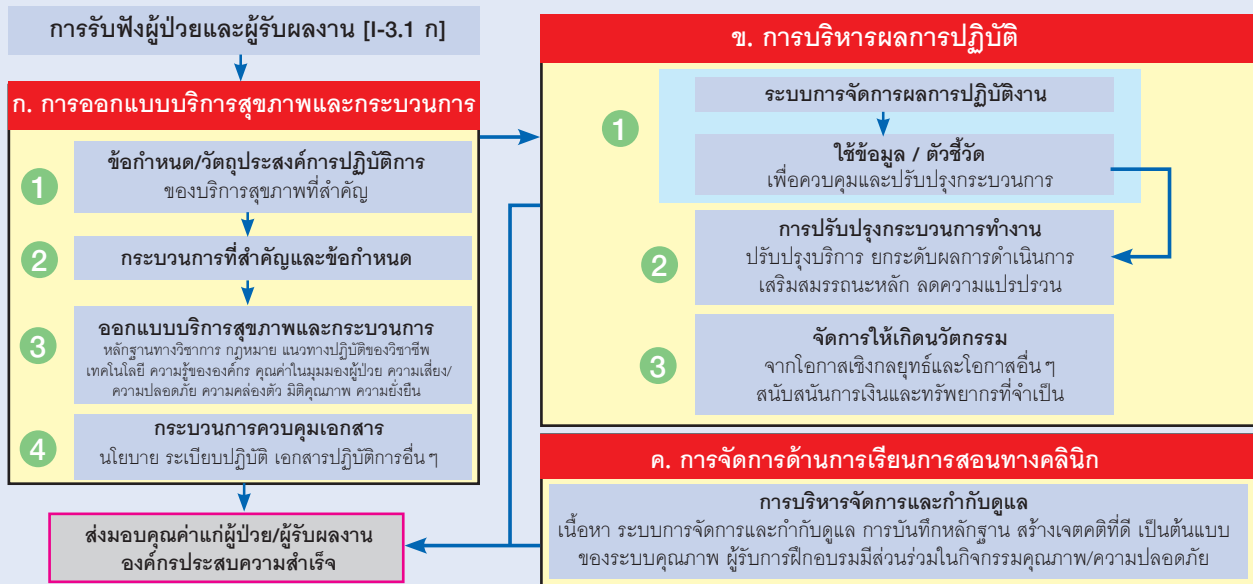 การรับฟังผู้ป่วยและผู้รับผลงาน [I-3.1 ก]
ก. การออกแบบบริการสุขภาพและกระบวนการ
1
ข้อกำหนด/วัตถุประสงค์การปฏิบัติการ
ของบริการสุขภาพที่สำคัญ
2
กระบวนการที่สำคัญและข้อกำหนด
3
ออกแบบบริการสุขภาพและกระบวนการ
หลักฐานทางวิชาการ กฎหมาย แนวทางปฏิบัติของวิชาชีพ
เทคโนโลยี ความรู้ขององค์กร คุณค่าในมุมมองผู้ป่วย ความเสี่ยง/
ความปลอดภัย ความคล่องตัว มิติคุณภาพ ความยั่งยืน
4
กระบวนการควบคุมเอกสาร
นโยบาย ระเบียบปฏิบัติ เอกสารปฏิบัติการอื่นๆ
ส่งมอบคุณค่าแก่ผู้ป่วย/ผู้รับผลงาน
องค์กรประสบความสำเร็จ
ข. การบริหารผลการปฏิบัติ
1
ระบบการจัดการผลการปฏิบัติงาน
ใช้ข้อมูล / ตัวชี้วัด
เพื่อควบคุมและปรับปรุงกระบวนการ
2
การปรับปรุงกระบวนการทำงาน
ปรับปรุงบริการ ยกระดับผลการดำเนินการ
เสริมสมรรถนะหลัก ลดความแปรปรวน
3
จัดการให้เกิดนวัตกรรม
จากโอกาสเชิงกลยุทธ์และโอกาสอื่นๆ
สนับสนุนการเงินและทรัพยากรที่จำเป็น
ค. การจัดการด้านการเรียนการสอนทางคลินิก
การบริหารจัดการและกำกับดูแล
เนื้อหา ระบบการจัดการและกำกับดูแล การบันทึกหลักฐาน สร้างเจตคติที่ดี เป็นต้นแบบ
ของระบบคุณภาพ ผู้รับการฝึกอบรมมีส่วนร่วมในกิจกรรมคุณภาพ/ความปลอดภัย